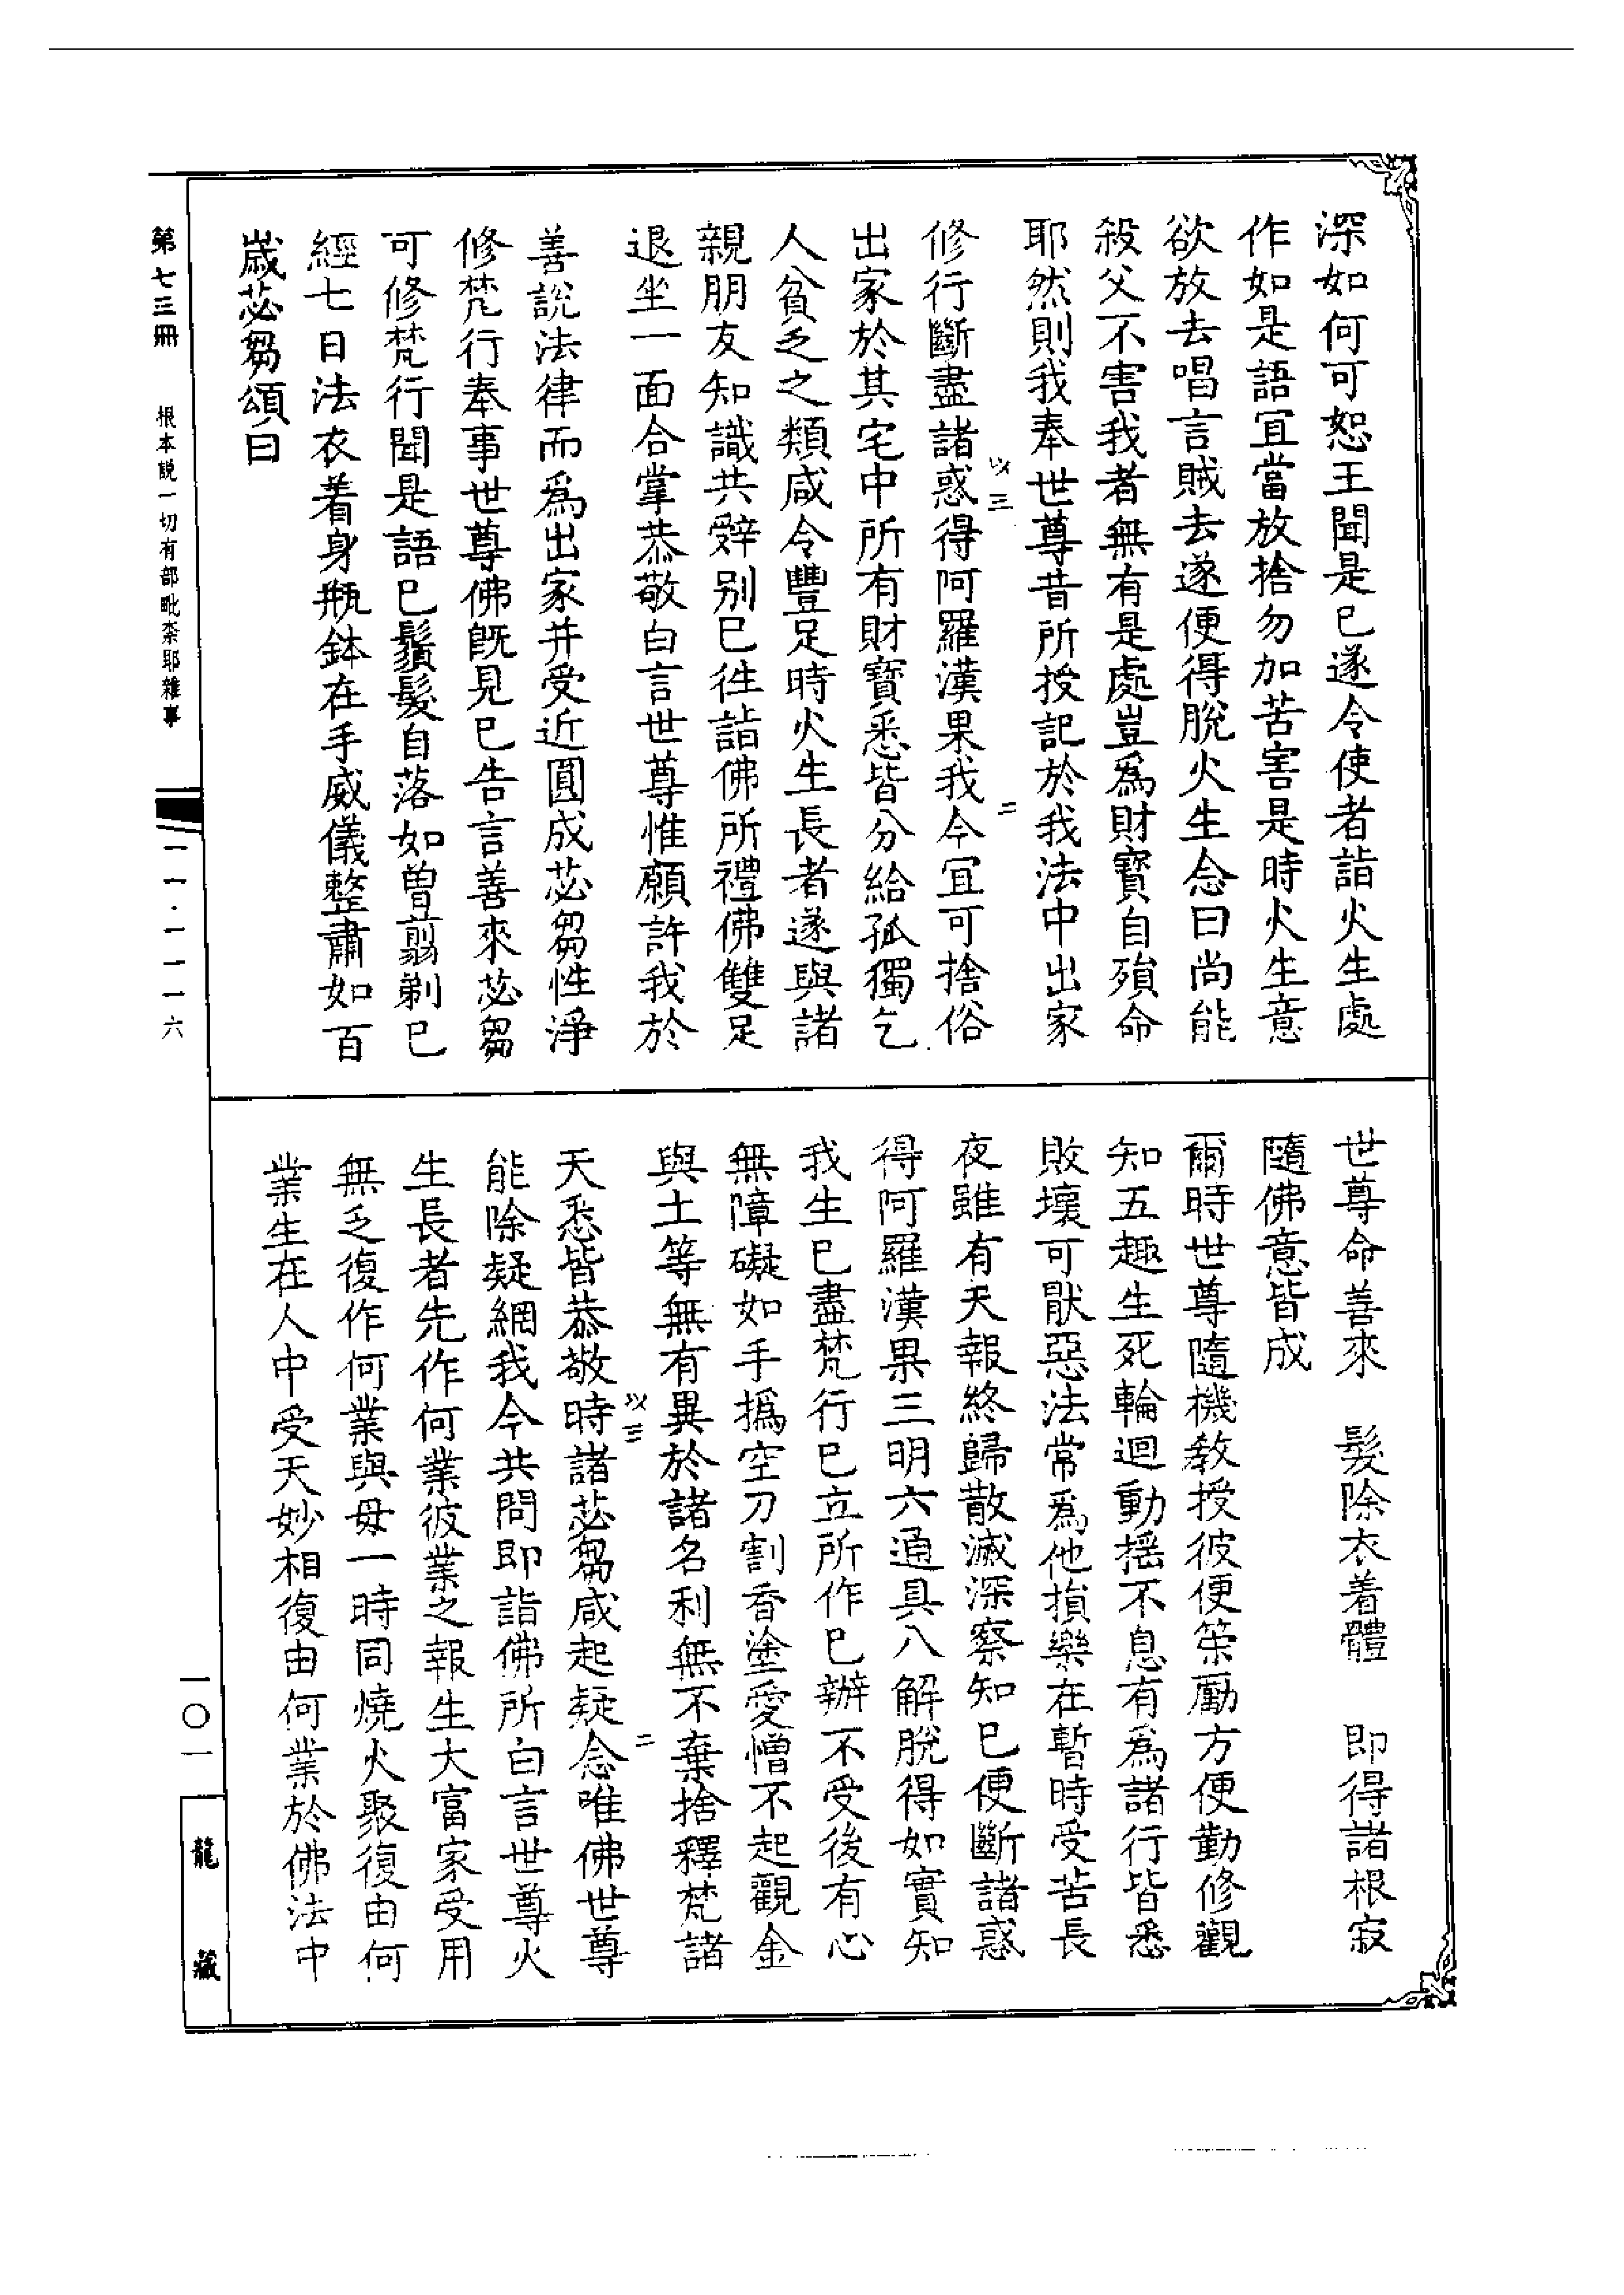 深如何可恕王聞是已遂令使者詣火生處
作如是語宜當放捨勿加苦害是時火生意
欲放去唱言賊去遂便得脫火生念曰尚能
殺父不害我者無有是處豈爲財寶自殞命
耶然則我奉世尊昔所授記於我法中出家
修行斷盡諸惑得阿羅漢果我今宜可捨俗
出家於其宅中所有財寶悉皆分給孤獨乞
人貧乏之類咸令豐足時火生長者遂與諸
親朋友知識共辤别巳徃詣佛所禮佛雙足
退坐一面合掌恭敬白言世尊惟願許我於
善說法律而爲出家并受近圓成苾芻性淨
修梵行奉事世尊佛旣見巳告言善來苾芻
可修梵行聞是語巳鬚髮自落如曽翦剃巳
經七日法衣着身瓶鉢在手威儀整肅如百
歲苾芻頌曰
以三
二
世尊命善來　髮除衣着體　即得諸根寂
隨佛意皆成
爾時世尊隨機教授彼便策勵方便勤修觀
知五趣生死輪迴動搖不息有爲諸行皆悉
敗壞可猒惡法常爲他損樂在暫時受苦長
夜雖有天報終歸散滅深察知巳便斷諸惑
得阿羅漢果三明六通具八解脫得如實知
我生巳盡梵行巳立所作巳辦不受後有心
無障礙如手撝空刀割香塗愛憎不起觀金
與土等無有異於諸名利無不棄捨釋梵諸
天悉皆恭敬時諸苾芻咸起疑念唯佛世尊
能除疑網我今共問即詣佛所白言世尊火
生長者先作何業彼業之報生大富家受用
無乏復作何業與母一時同燒火聚復由何
業生在人中受天妙相復由何業於佛法中
以三
二
第七三冊　根本説一切有部毗柰耶雜事
一一·一一一六
一〇一
龍藏